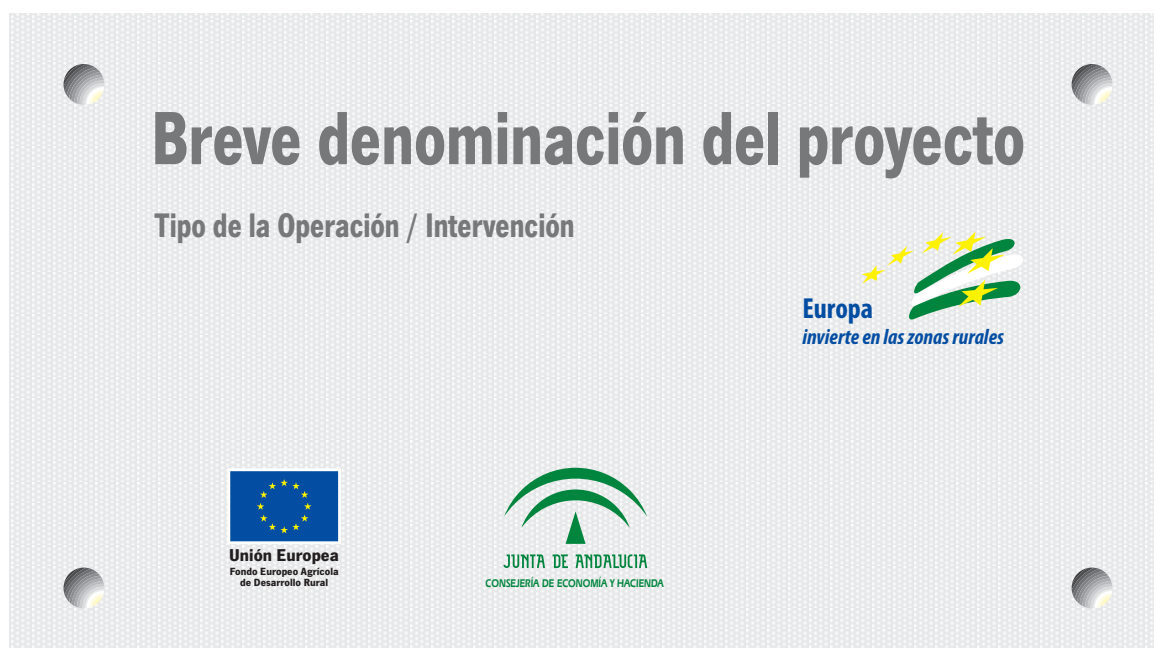 Breve denominación del proyecto
Tipo de la Operación / Intervención
Europa
invierte en las zonas rurales
Unión Europea
Fondo Europeo Agrícola
de Desarrollo Rural
JUNTA DE ANDALUCIA
CONSEJERÍA DE ECONOMÍA Y HACIENDA